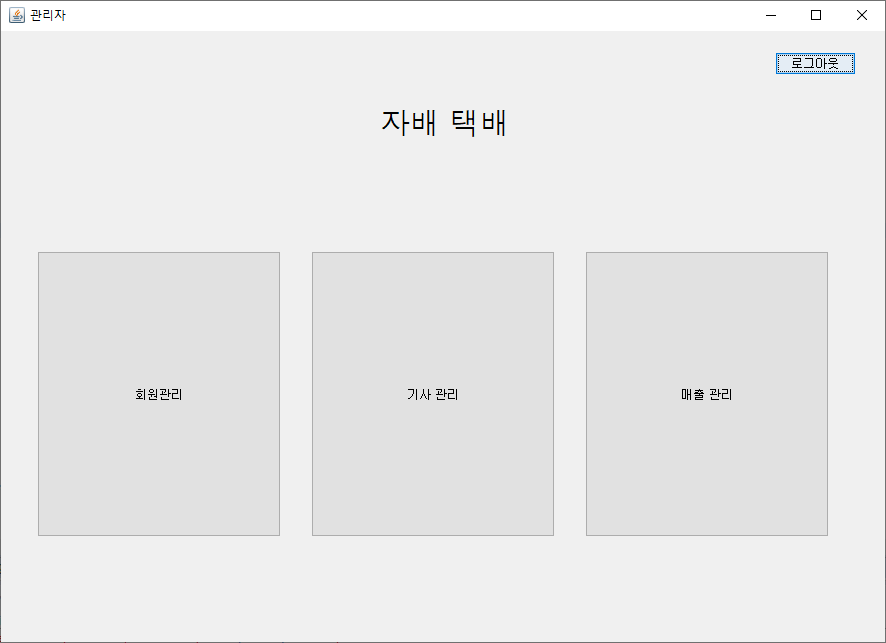 관리자
로그아웃
자배 택배
회원관리
기사 관리
매출 관리